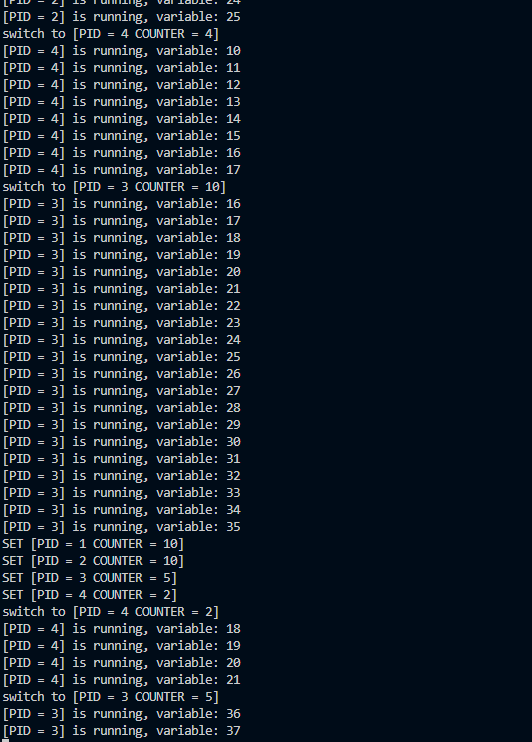 [PID = 2] is running, variable: 24
[PID = 2] is running, variable: 25
switch to [PID = 4 COUNTER = 4]
[PID = 4] is running, variable: 10
[PID = 4] is running, variable: 11
[PID = 4] is running, variable: 12
[PID = 4] is running, variable: 13
[PID = 4] is running, variable: 14
[PID = 4] is running, variable: 15
[PID = 4] is running, variable: 16
[PID = 4] is running, variable: 17
switch to [PID = 3 COUNTER = 10]
[PID = 3] is running, variable: 16
[PID = 3] is running, variable: 17
[PID = 3] is running, variable: 18
[PID = 3] is running, variable: 19
[PID = 3] is running, variable: 20
[PID = 3] is running, variable: 21
[PID = 3] is running, variable: 22
[PID = 3] is running, variable: 23
[PID = 3] is running, variable: 24
[PID = 3] is running, variable: 25
[PID = 3] is running, variable: 26
[PID = 3] is running, variable: 27
[PID = 3] is running, variable: 28
[PID = 3] is running, variable: 29
[PID = 3] is running, variable: 30
[PID = 3] is running, variable: 31
[PID = 3] is running, variable: 32
[PID = 3] is running, variable: 33
[PID = 3] is running, variable: 34
[PID = 3] is running, variable: 35
SET [PID = 1 COUNTER = 10]
SET [PID = 2 COUNTER = 10]
SET [PID = 3 COUNTER = 5]
SET [PID = 4 COUNTER = 2]
switch to [PID = 4 COUNTER = 2]
[PID = 4] is running, variable: 18
[PID = 4] is running, variable: 19
[PID = 4] is running, variable: 20
[PID = 4] is running, variable: 21
switch to [PID = 3 COUNTER = 5]
[PID = 3] is running, variable: 36
[PID = 3] is running, variable: 37